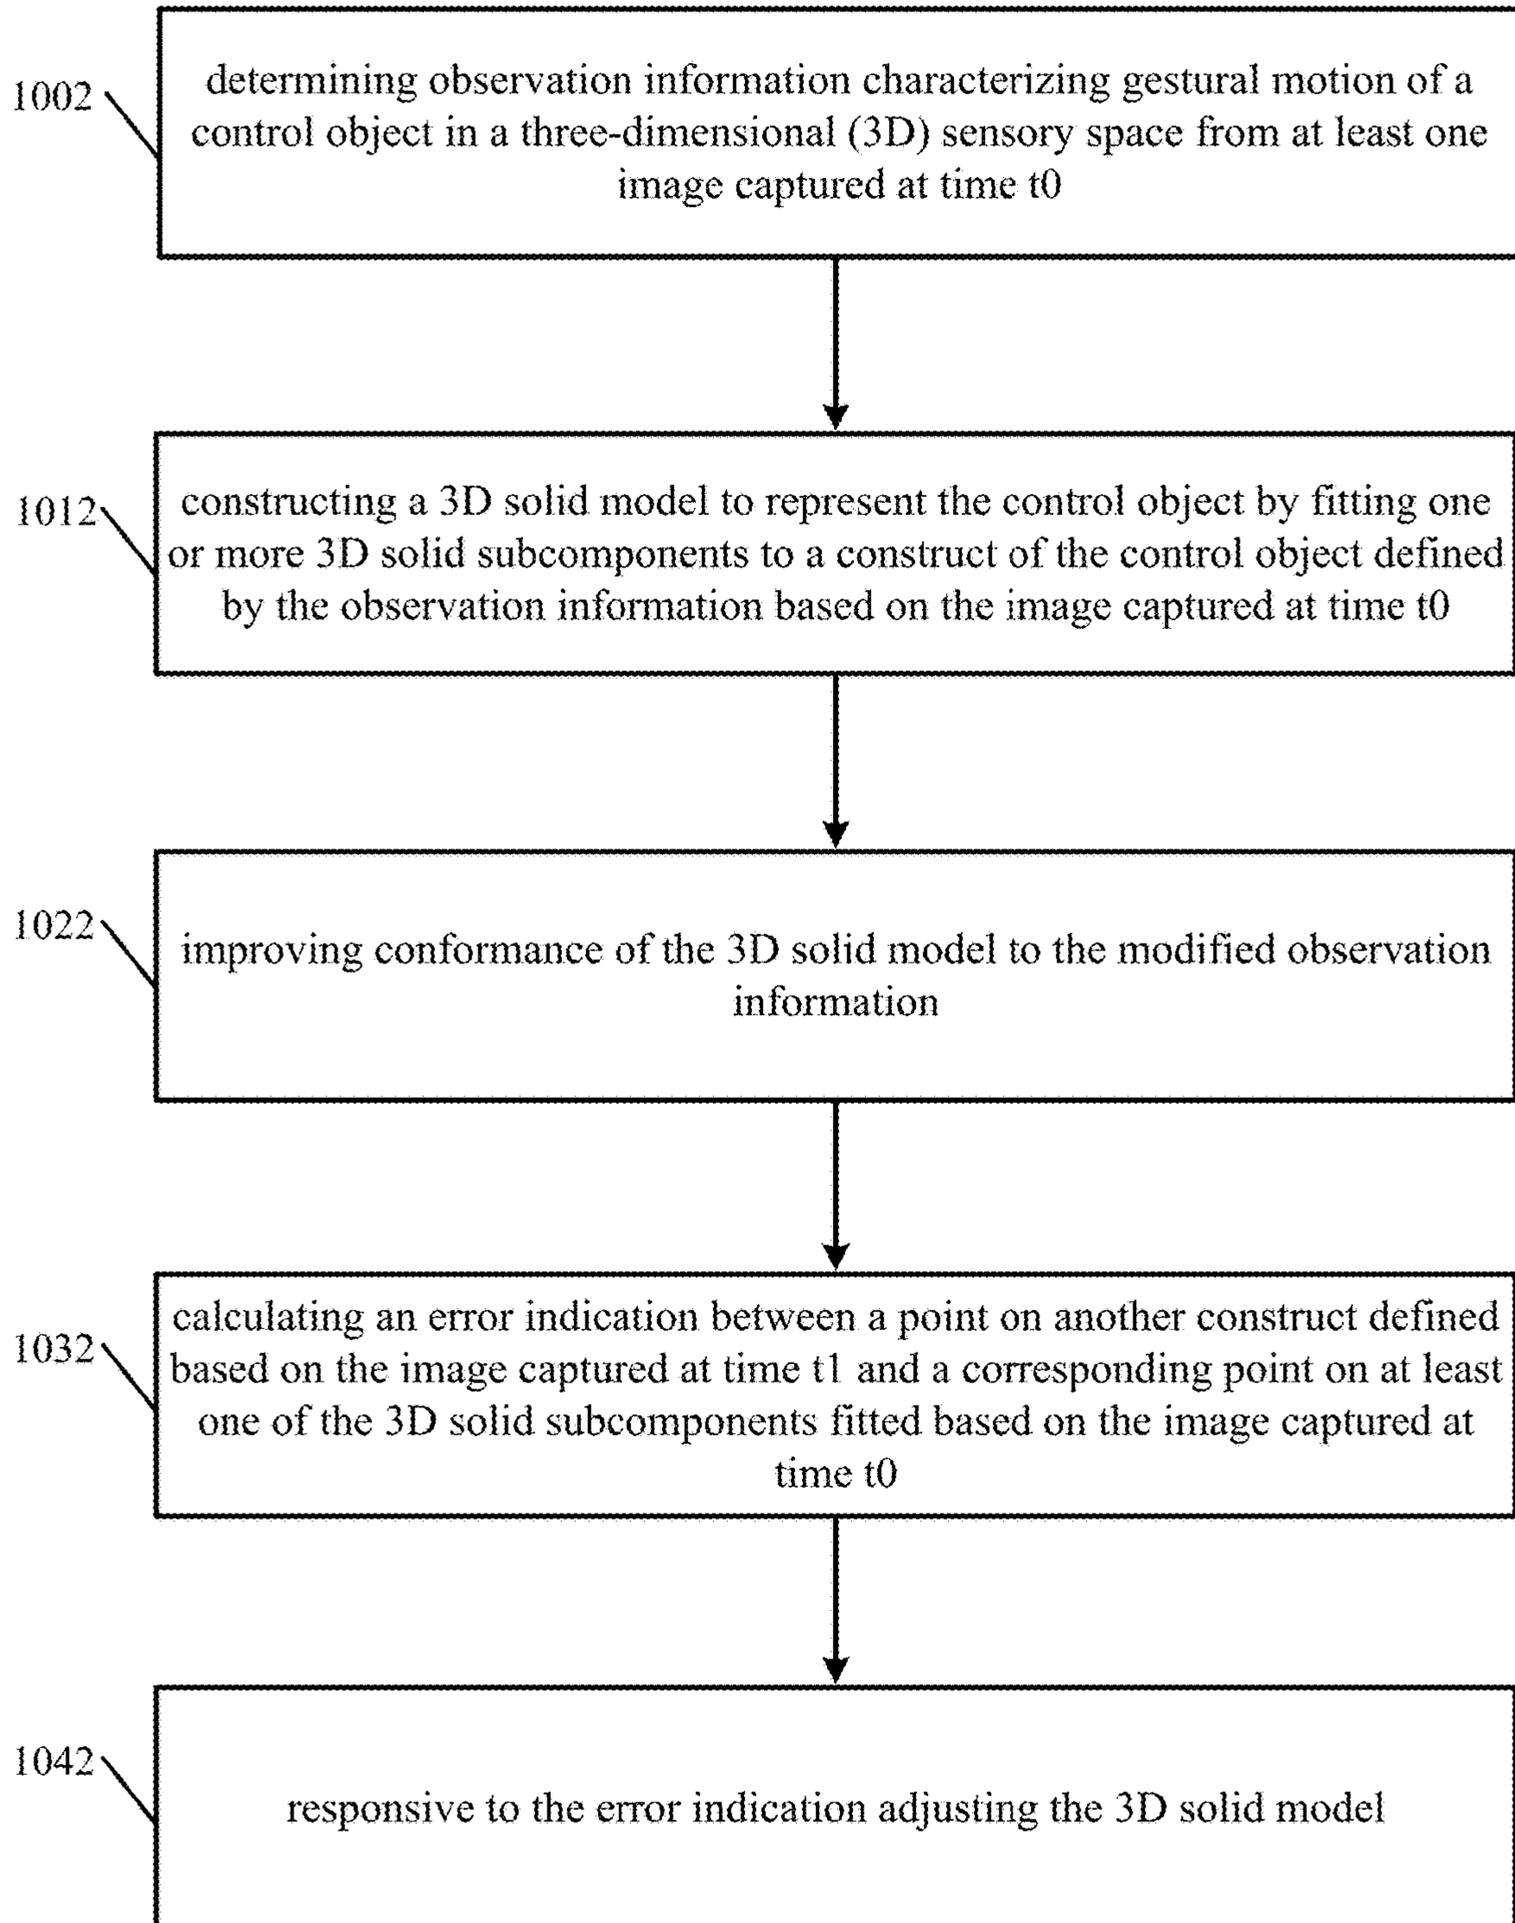 1002
determining observation information characterizing gestural motion of a
control object in a three-dimensional (3D) sensory space from at least one
image captured at time t0
1012
constructing a 3D solid model to represent the control object by fitting one
or more 3D solid subcomponents to a construct of the control object defined
by the observation information based on the image captured at time t0
1022
improving conformance of the 3D solid model to the modified observation
information
1032
calculating an error indication between a point on another construct defined
based on the image captured at time t1 and a corresponding point on at least
one of the 3D solid subcomponents fitted based on the image captured at
time t0
1042
responsive to the error indication adjusting the 3D solid model